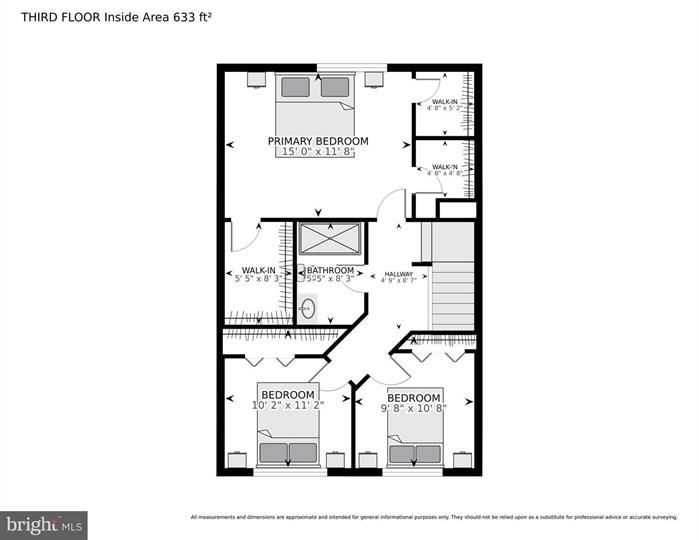 THIRD FLOOR Inside Area 633 ft²
WALK-IN
4' 8" x 5' 2"
PRIMARY BEDROOM
15' 0" x 11' 8"
WALK-IN
4' 8" x 4' 8"
WALK-IN
5' 5" x 8' 3"
BATHROOM
5' 5" x 8' 3"
HALLWAY
4' 9" x 8' 7"
BEDROOM
10' 2" x 11' 2"
BEDROOM
9' 8" x 10' 8"
All measurements and dimensions are approximate and intended for general informational purposes only. They should not be relied upon as a substitute for professional advice or accurate surveying.
bright MLS